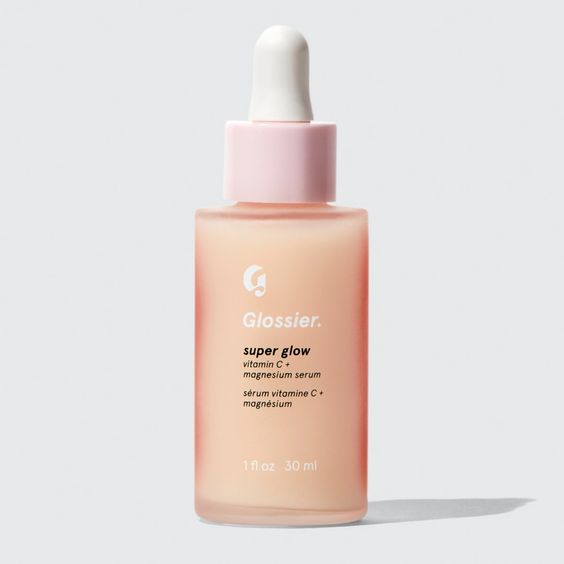 G
Glossier.
super glow
vitamin C +
magnesium serum
sérum vitamine C +
magnésium
1 fl oz 30 ml